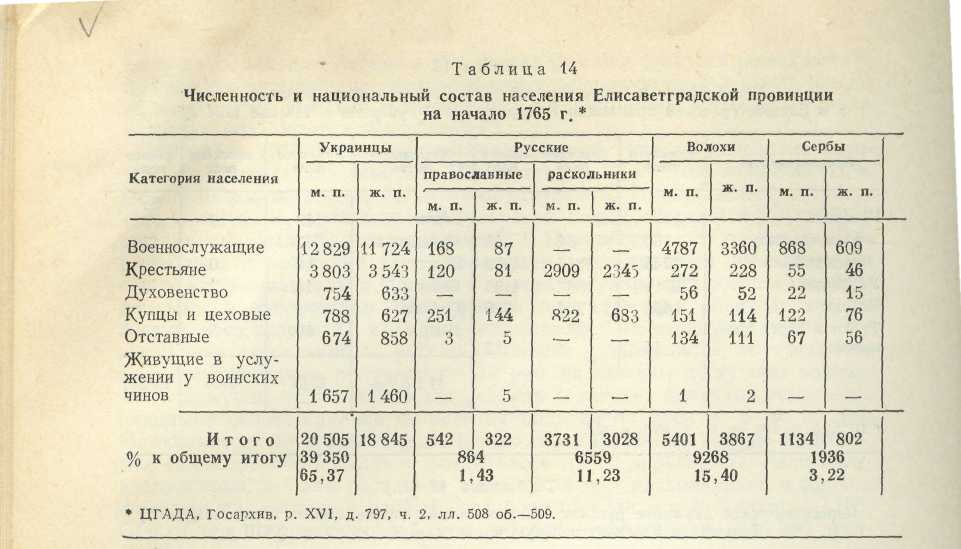 Таблица 14
Численность и национальный состав населения Елисаветградской провинции
на начало 1765 г.*
Категория населения Украинцы Русские Волохи Сербы
православные раскольники
м. п. ж. п. м. п. ж. п. м. п. ж. п. м. п. ж. п. м. п. ж. п.
Военнослужащие 12 829 11 724 168 87 — — 4787 3360 868 609
Крестьяне 3 803 3 543 120 81 2909 2345 272 228 55 46
Духовенство 754 633 — — — — 56 52 22 15
Купцы и цеховые 788 627 251 144 822 683 151 114 122 76
Отставные 674 858 3 5 — — 134 111 67 56
Живущие в услу-
жении у воинских
чинов 1 657 1 460 — 5 — — 1 2 — —
Итого 20 505 18 845 542 322 3731 3028 5401 3867 1134 802
% к общему итогу 39 350 864 6559 9268 1936
65,37 1,43 11,23 15,40 3,22
* ЦГАДА, Госархив, р. XVI, д. 797, ч. 2, лл. 508 об.—509.